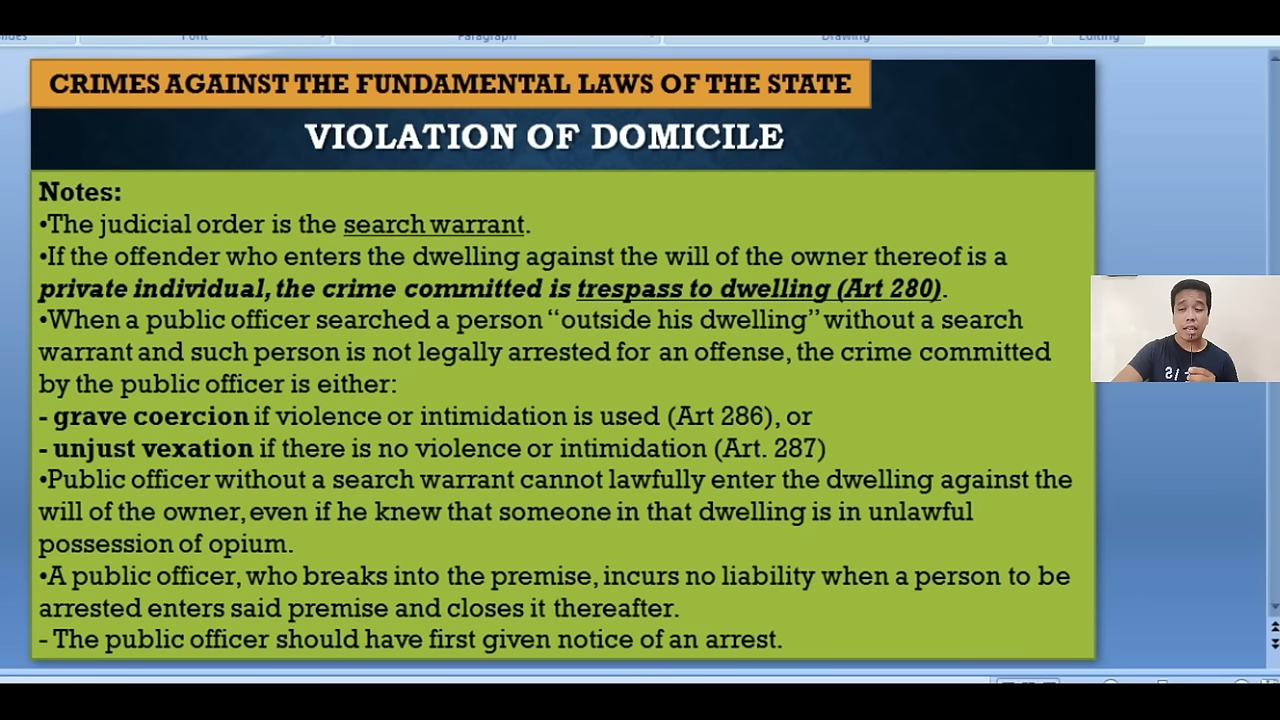 Font
Paragraph
Drawing
Editing
CRIMES AGAINST THE FUNDAMENTAL LAWS OF THE STATE
VIOLATION OF DOMICILE
Notes:
•The judicial order is the search warrant.
•If the offender who enters the dwelling against the will of the owner thereof is a
private individual, the crime committed is trespass to dwelling (Art 280).
•When a public officer searched a person “outside his dwelling” without a search
warrant and such person is not legally arrested for an offense, the crime committed
by the public officer is either:
- grave coercion if violence or intimidation is used (Art 286), or
- unjust vexation if there is no violence or intimidation (Art. 287)
•Public officer without a search warrant cannot lawfully enter the dwelling against the
will of the owner, even if he knew that someone in that dwelling is in unlawful
possession of opium.
•A public officer, who breaks into the premise, incurs no liability when a person to be
arrested enters said premise and closes it thereafter.
- The public officer should have first given notice of an arrest.